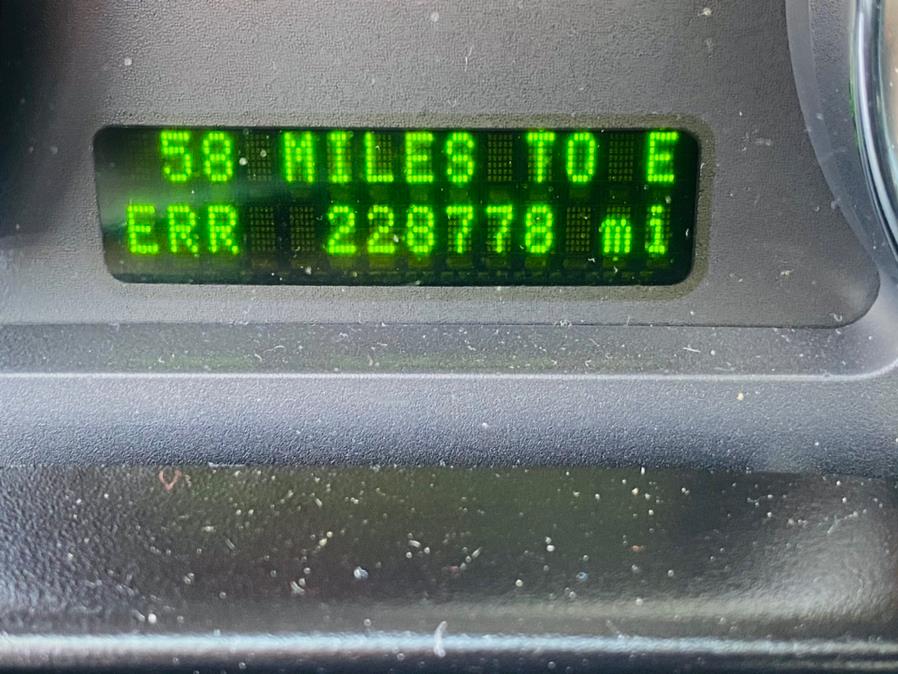 58 MILES TO E
ERR 228778 mi